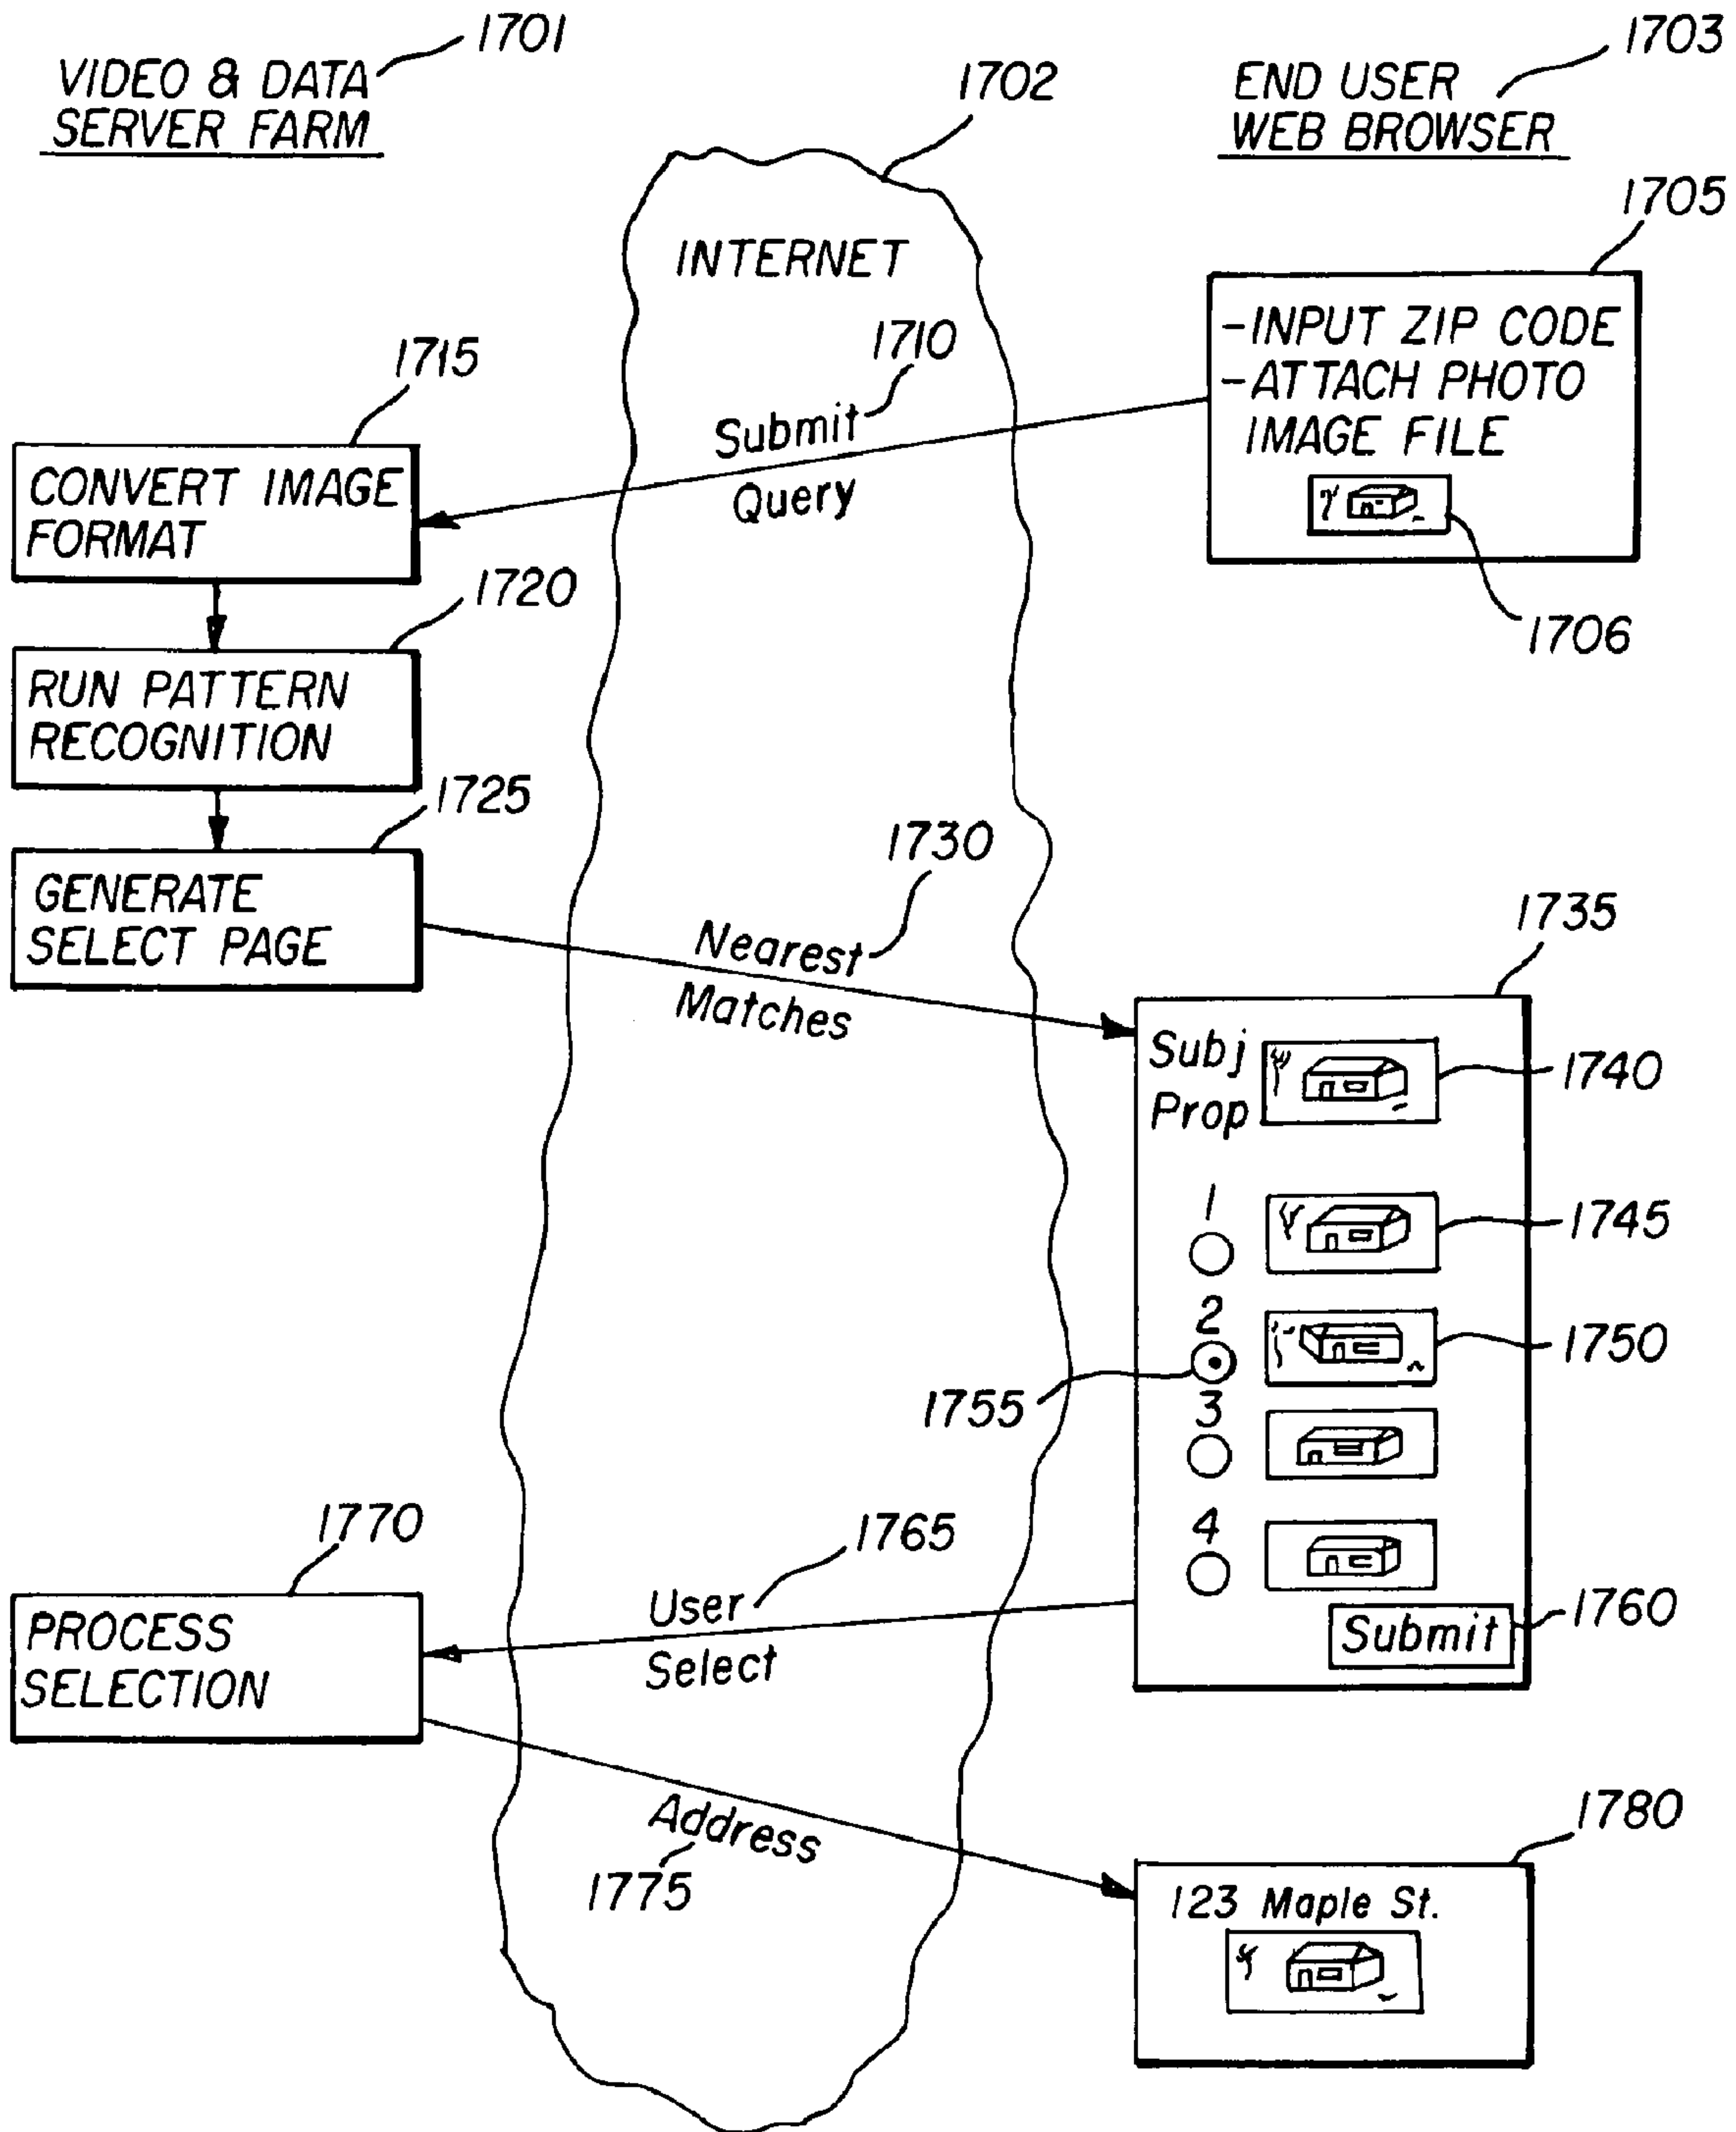 1701
VIDEO & DATA
SERVER FARM
1702
1703
END USER
WEB BROWSER
1705
INTERNET
-INPUT ZIP CODE
-ATTACH PHOTO
IMAGE FILE
1706
1710
Submit
Query
1715
CONVERT IMAGE
FORMAT
1720
RUN PATTERN
RECOGNITION
1725
GENERATE
SELECT PAGE
1730
Nearest
Matches
1735
Subj
Prop
1740
1
1745
2
1750
1755
3
4
1760
Submit
1765
User
Select
1770
PROCESS
SELECTION
Address
1775
1780
123 Maple St.